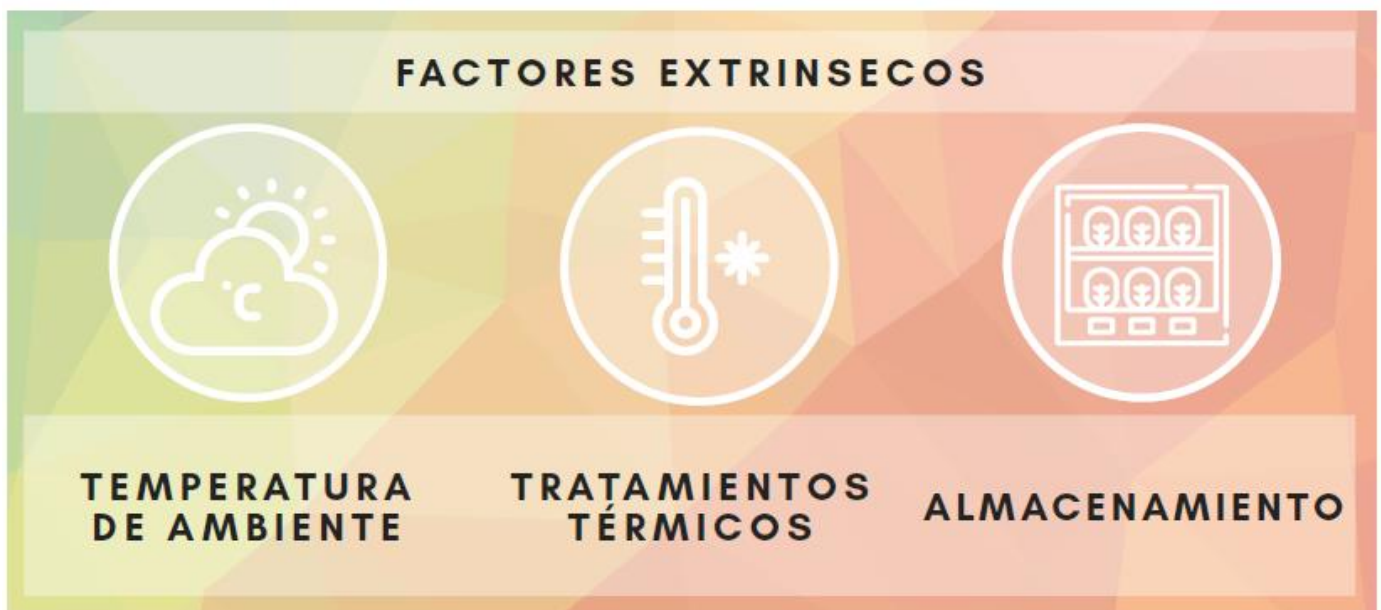 FACTORES EXTRINSECOS
°C
TEMPERATURA
DE AMBIENTE
TRATAMIENTOS
TÉRMICOS
ALMACENAMIENTO